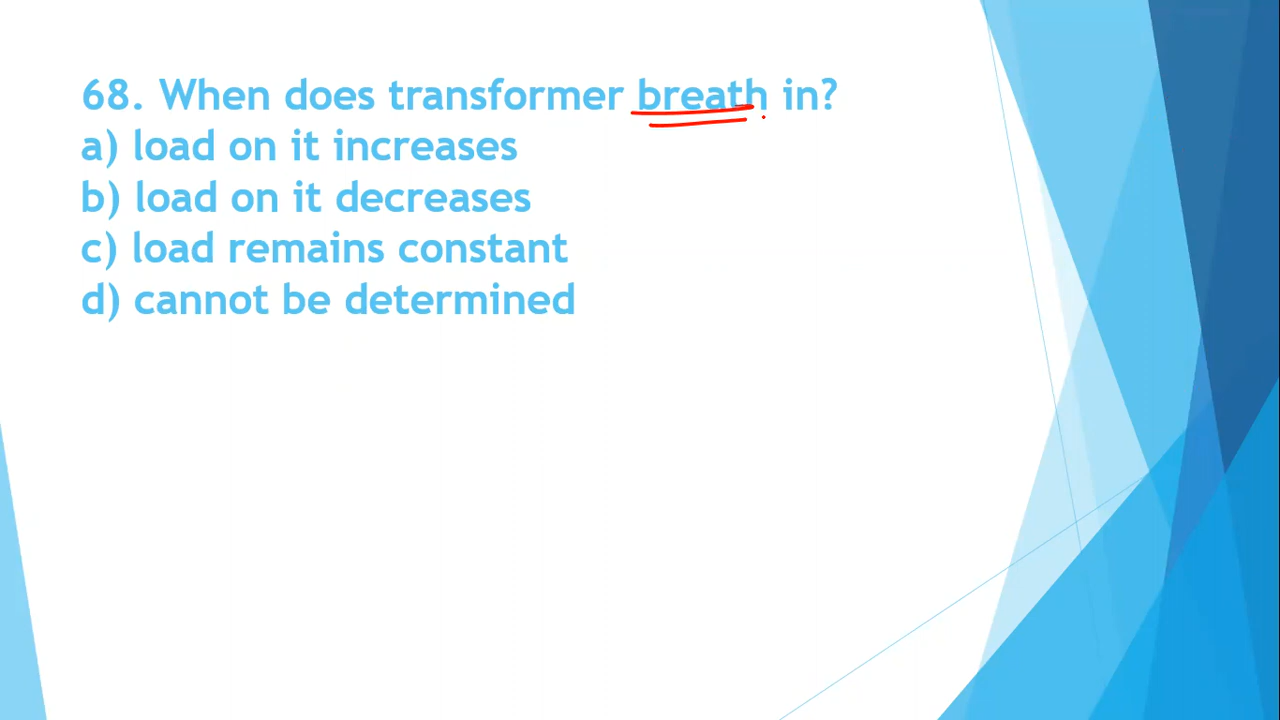 68. When does transformer breath in?
a) load on it increases
b) load on it decreases
c) load remains constant
d) cannot be determined